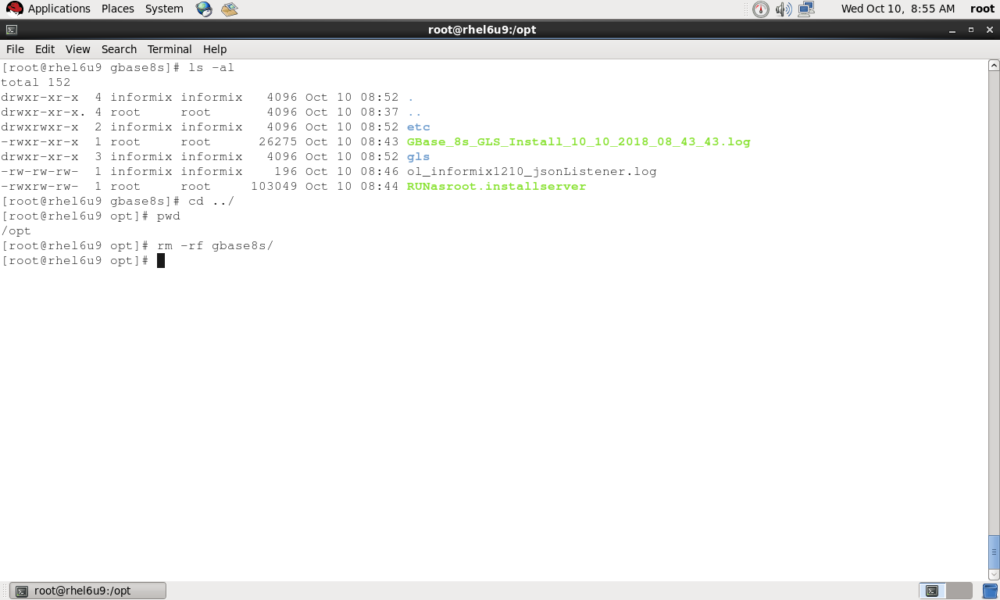 Applications Places System Wed Oct 10, 8:55 AM root
root@rhel6u9:/opt
File Edit View Search Terminal Help
[root@rhel6u9 gbase8s]# ls -al
total 152
drwxr-xr-x  4 informix informix   4096 Oct 10 08:52 .
drwxr-xr-x. 4 root     root       4096 Oct 10 08:37 ..
drwxrwxr-x  2 informix informix   4096 Oct 10 08:52 etc
-rwxr-xr-x  1 root     root      26275 Oct 10 08:43 GBase_8s_GLS_Install_10_10_2018_08_43_43.log
drwxr-xr-x  3 informix informix   4096 Oct 10 08:52 gls
-rw-rw-rw-  1 informix informix    196 Oct 10 08:46 ol_informix1210_jsonListener.log
-rwxrw-rw-  1 root     root     103049 Oct 10 08:44 RUNasroot.installserver
[root@rhel6u9 gbase8s]# cd ../
[root@rhel6u9 opt]# pwd
/opt
[root@rhel6u9 opt]# rm -rf gbase8s/
[root@rhel6u9 opt]#
root@rhel6u9:/opt